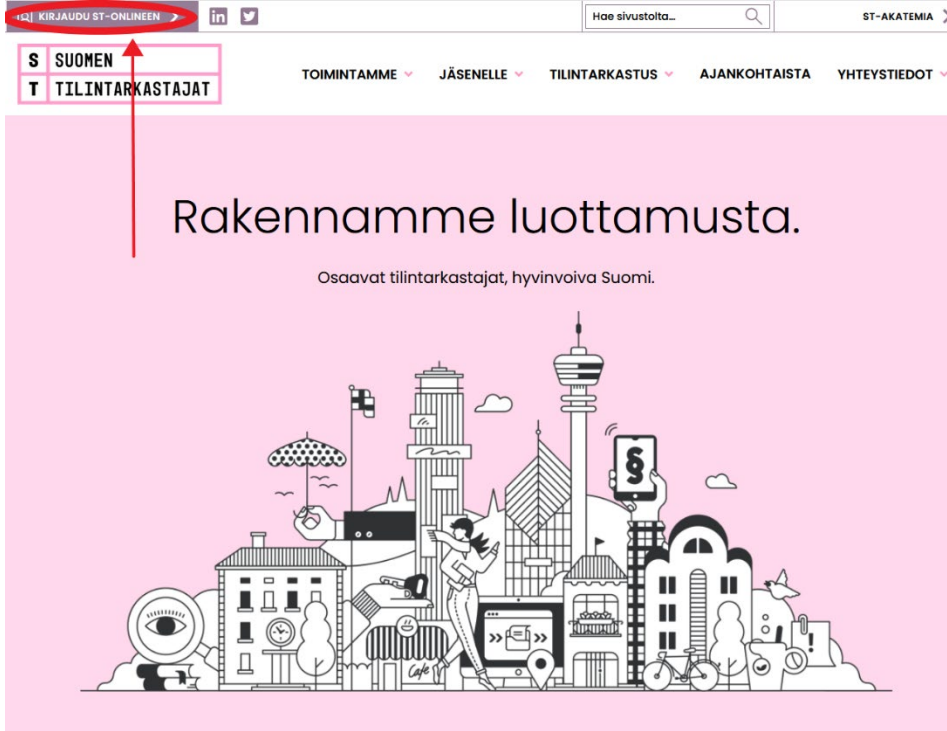 KIRJAUDU ST-ONLINEEN
in
Hae sivustolta...
ST-AKATEMIA
S SUOMEN
T TILINTARKASTAJAT
TOIMINTAMME JÄSENELLE TILINTARKASTUS AJANKOHTAISTA YHTEYSTIEDOT
Rakennamme luottamusta.
Osaavat tilintarkastajat, hyvinvoiva Suomi.
§
Cafe